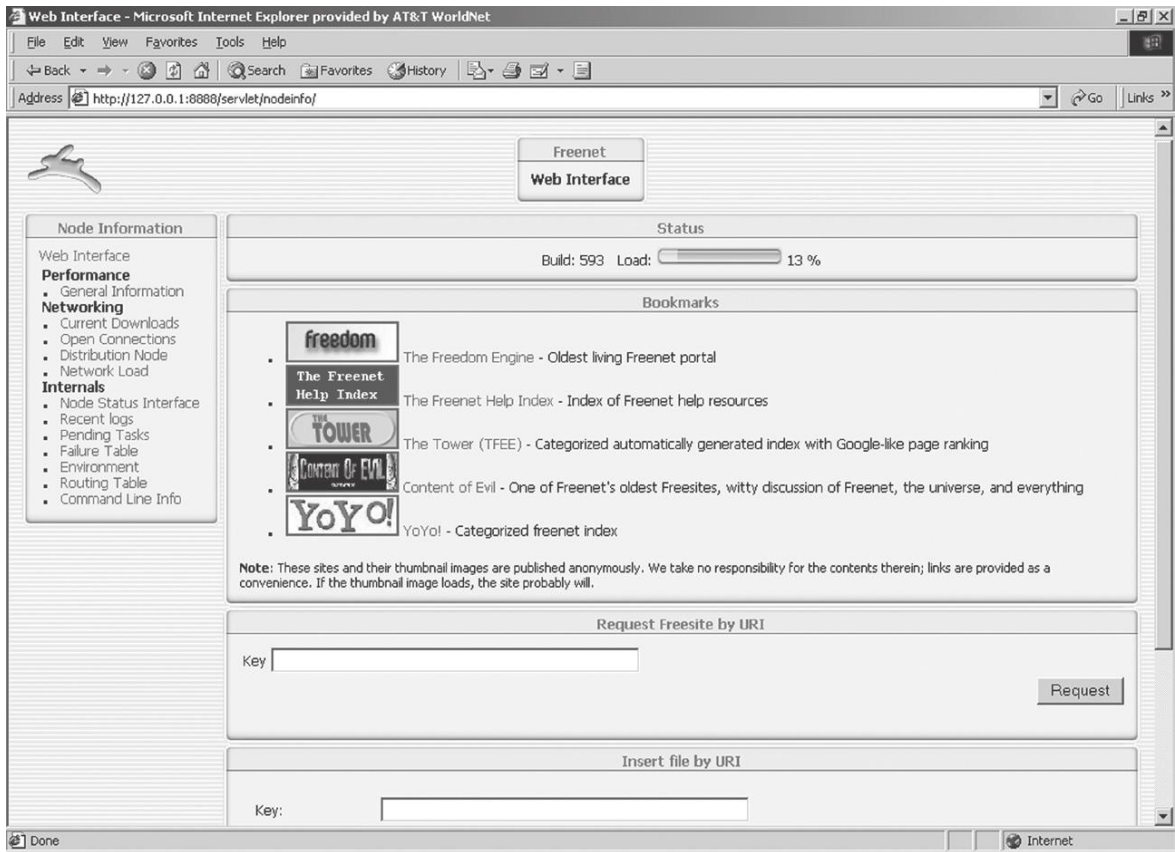 Web Interface - Microsoft Internet Explorer provided by AT&T WorldNet
File Edit View Favorites Tools Help
Back Search Favorites History
Address http://127.0.0.1:8888/servlet/nodeinfo/ Go Links »
Freenet
Web Interface
Node Information
Web Interface
Performance
General Information
Networking
Current Downloads
Open Connections
Distribution Node
Network Load
Internals
Node Status Interface
Recent logs
Pending Tasks
Failure Table
Environment
Routing Table
Command Line Info
Status
Build: 593 Load: 13 %
Bookmarks
freedom
The Freedom Engine - Oldest living Freenet portal
The Freenet
Help Index
The Freenet Help Index - Index of Freenet help resources
THE
TOWER
The Tower (TFEE) - Categorized automatically generated index with Google-like page ranking
CONTENT OF EVIL
Content of Evil - One of Freenet's oldest Freesites, witty discussion of Freenet, the universe, and everything
YoYo!
YoYo! - Categorized freenet index
Note: These sites and their thumbnail images are published anonymously. We take no responsibility for the contents therein; links are provided as a
convenience. If the thumbnail image loads, the site probably will.
Request Freesite by URI
Key
Request
Insert file by URI
Key:
Done Internet